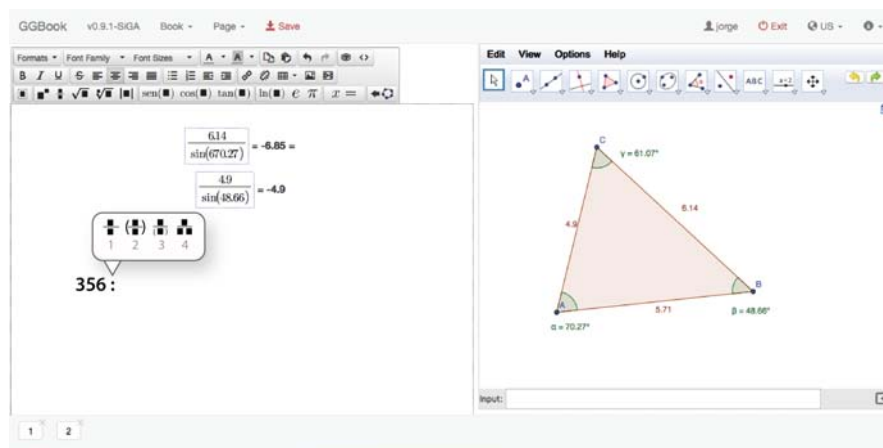 GGBook v0.9.1-SiGA Book Page Save jorge Exit US
Formats Font Family Font Sizes A A
B I U S
sen(■) cos(■) tan(■) ln(■) e π x =
6.14
sin(670.27)
= -6.85 =
4.9
sin(48.66)
= -4.9
1 2 3 4
356 :
Edit View Options Help
A ABC a=2
C
γ = 61.07°
4.9
6.14
B
A
5.71
α = 70.27°
β = 48.66°
Input:
1 2